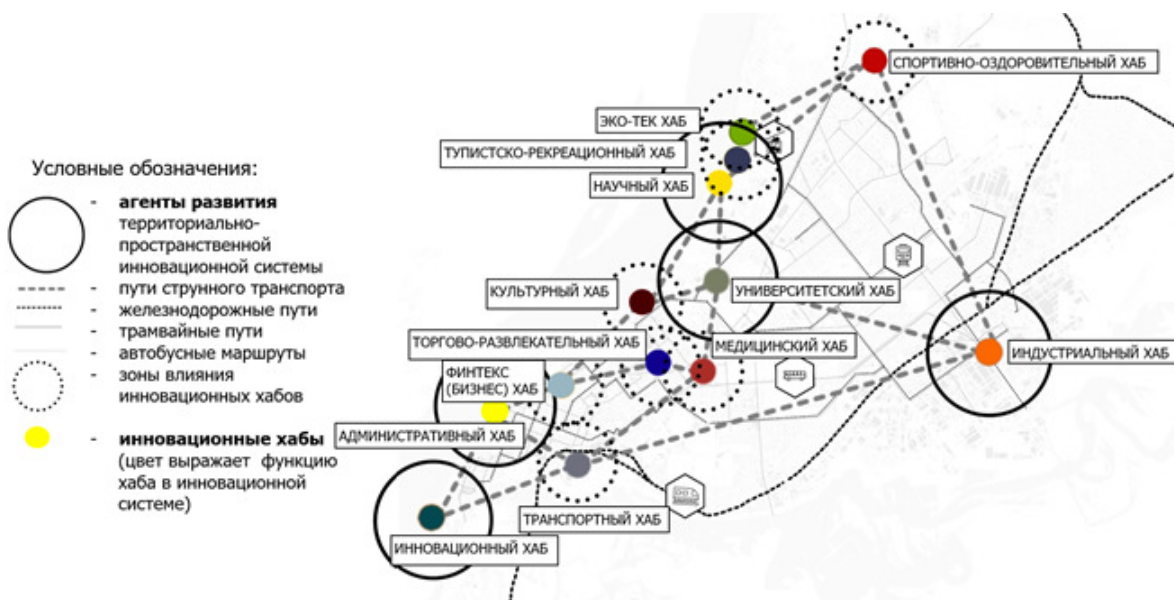 Условные обозначения:
- агенты развития
территориально-
пространственной
инновационной системы
- пути струнного транспорта
- железнодорожные пути
- трамвайные пути
- автобусные маршруты
- зоны влияния
инновационных хабов
- инновационные хабы
(цвет выражает функцию
хаба в инновационной
системе)
СПОРТИВНО-ОЗДОРОВИТЕЛЬНЫЙ ХАБ
ЭКО-ТЕК ХАБ
ТУПИСТСКО-РЕКРЕАЦИОННЫЙ ХАБ
НАУЧНЫЙ ХАБ
КУЛЬТУРНЫЙ ХАБ
УНИВЕРСИТЕТСКИЙ ХАБ
ТОРГОВО-РАЗВЛЕКАТЕЛЬНЫЙ ХАБ
МЕДИЦИНСКИЙ ХАБ
ИНДУСТРИАЛЬНЫЙ ХАБ
ФИНТЕКС
(БИЗНЕС) ХАБ
АДМИНИСТРАТИВНЫЙ ХАБ
ТРАНСПОРТНЫЙ ХАБ
ИННОВАЦИОННЫЙ ХАБ